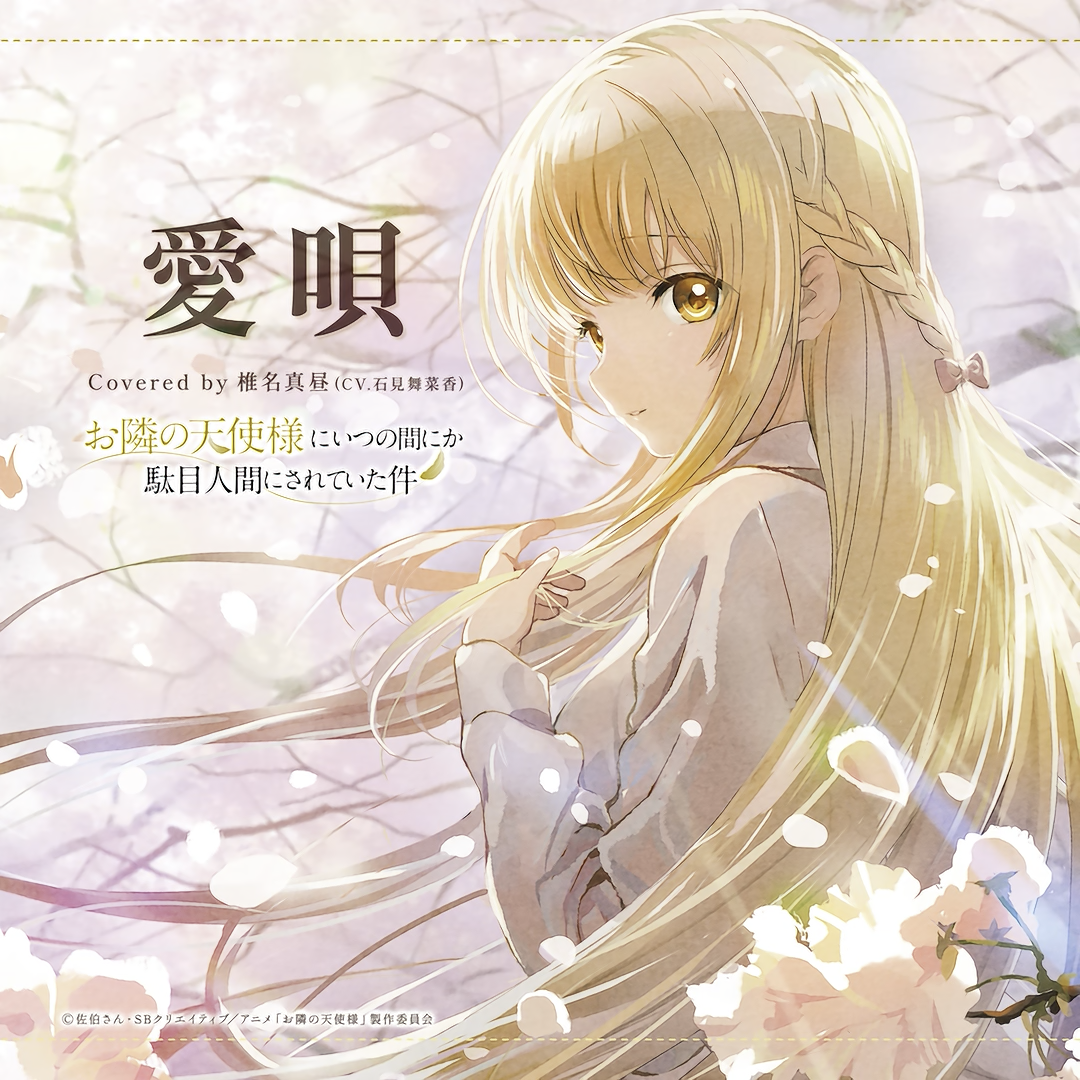 愛唄
Covered by 椎名真昼(CV.石見舞菜香)
お隣の天使様にいつの間にか
駄目人間にされていた件
©佐伯さん・SBクリエイティブ/アニメ「お隣の天使様」製作委員会